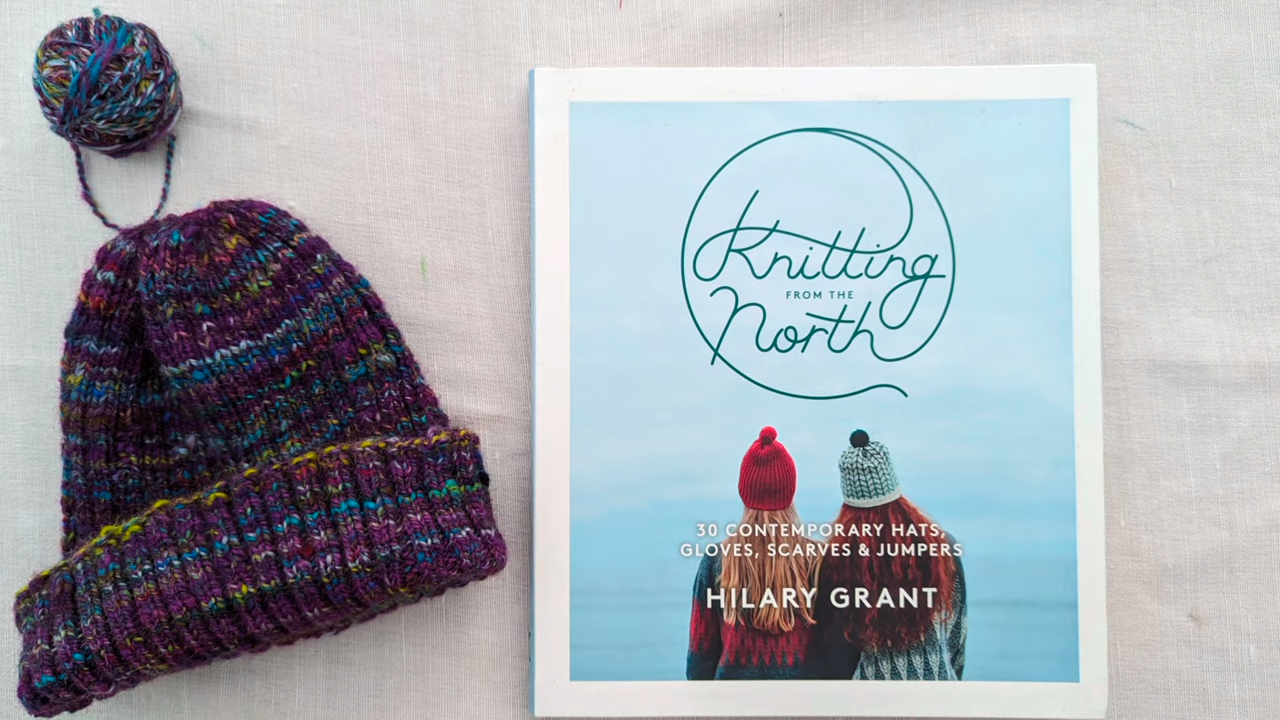 Knitting
FROM THE
North
30 CONTEMPORARY HATS,
GLOVES, SCARVES & JUMPERS
HILARY GRANT